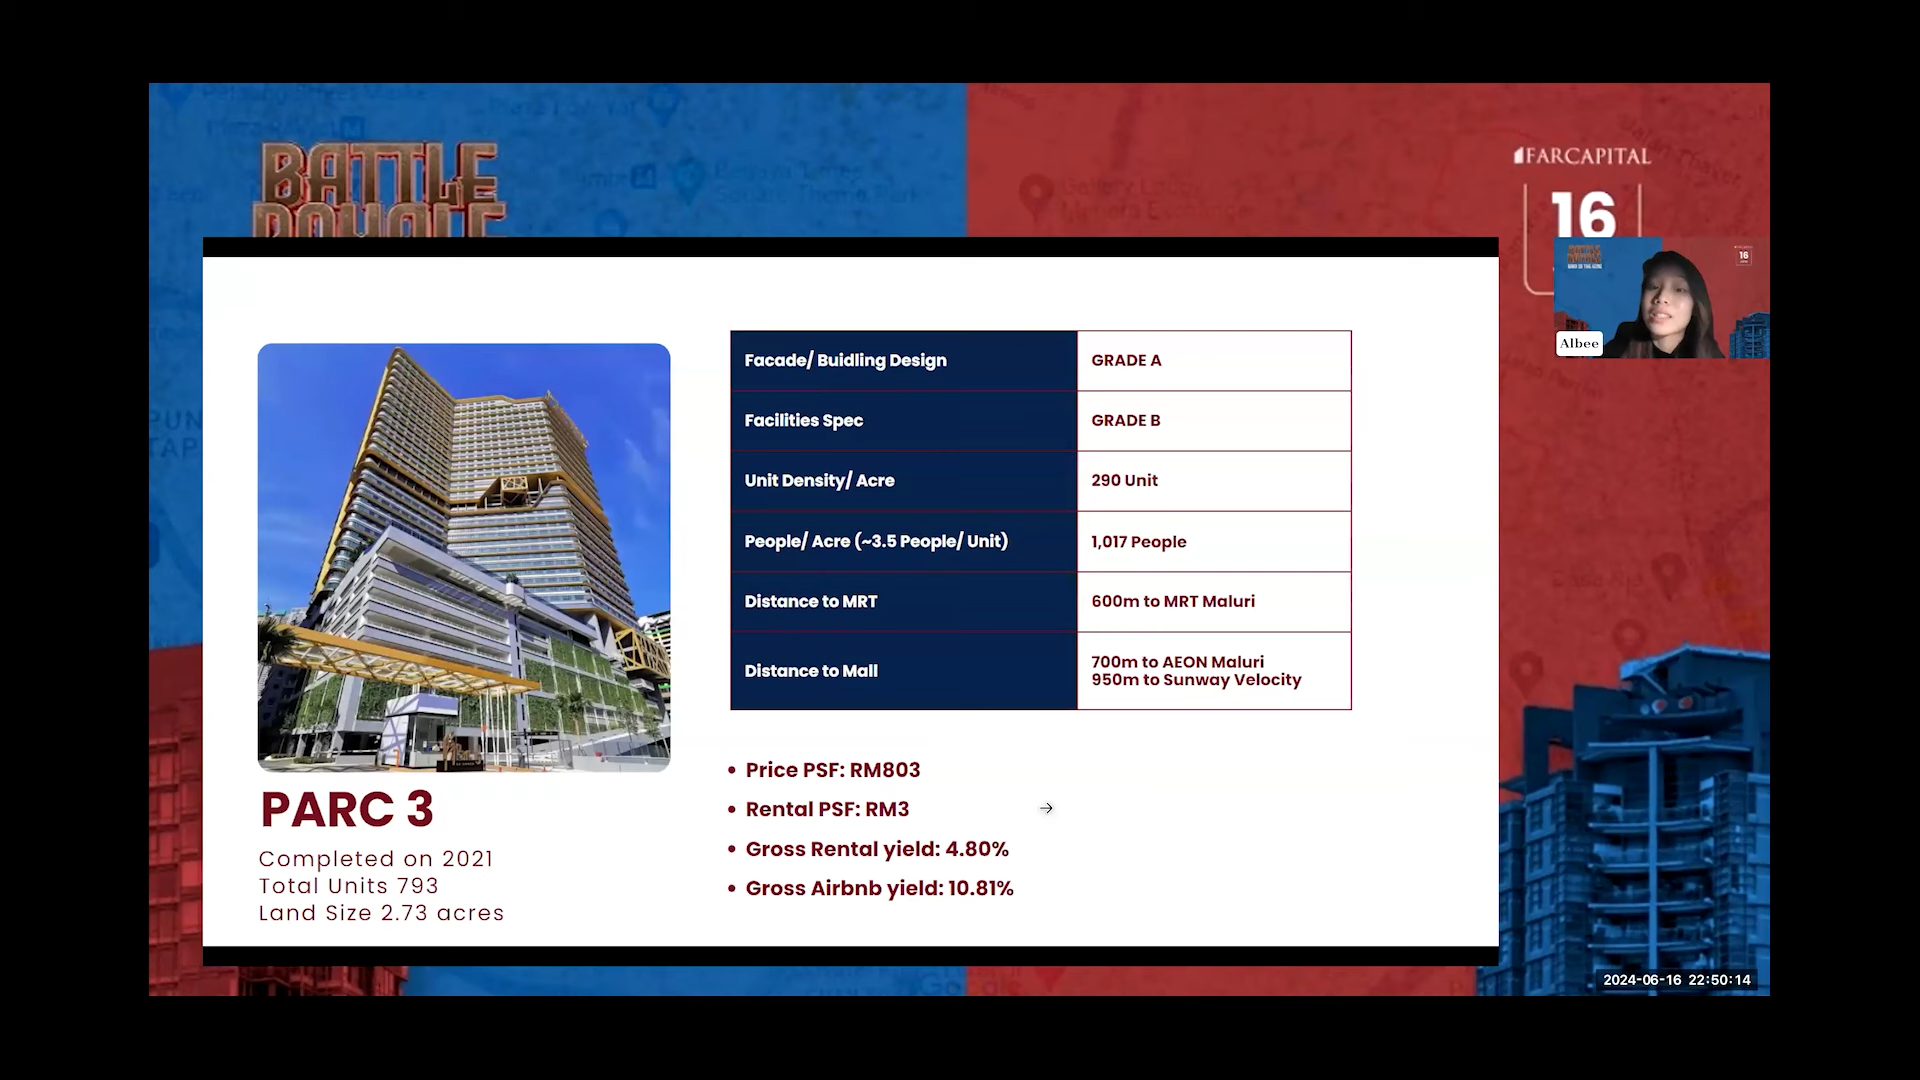 BATTLE
ROYALE
FARCAPITAL
16
BATTLE
16
Albee
Facade/ Buidling Design
GRADE A
Facilities Spec
GRADE B
Unit Density/ Acre
290 Unit
People/ Acre (~3.5 People/ Unit)
1,017 People
Distance to MRT
600m to MRT Maluri
Distance to Mall
700m to AEON Maluri
950m to Sunway Velocity
PARC 3
Completed on 2021
Total Units 793
Land Size 2.73 acres
• Price PSF: RM803
• Rental PSF: RM3
• Gross Rental yield: 4.80%
• Gross Airbnb yield: 10.81%
2024-06-16 22:50:14